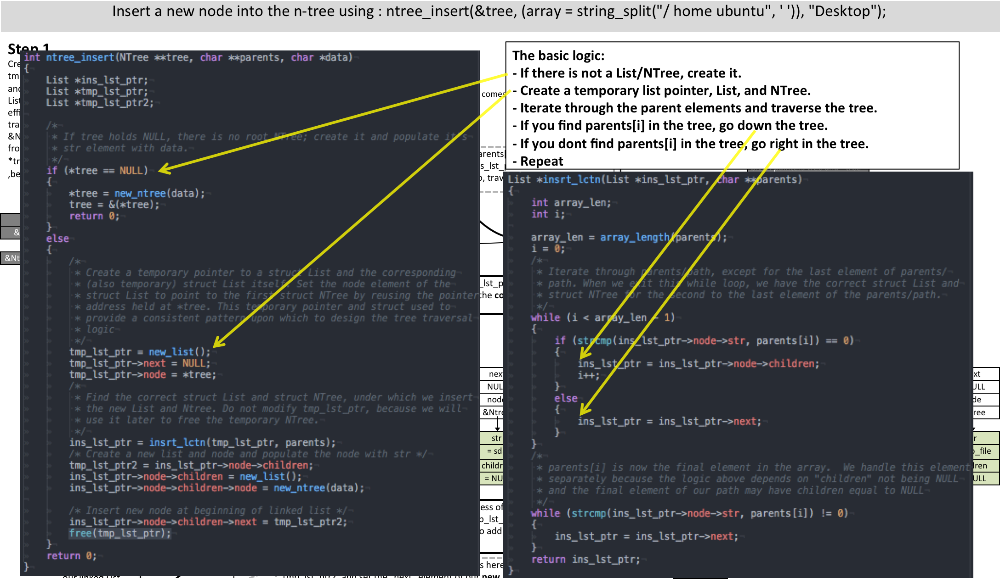 Insert a new node into the n-tree using : ntree_insert(&tree, (array = string_split("/ home ubuntu", ' ')), "Desktop");
Step 1
int ntree_insert(NTree **tree, char **parents, char *data)
{
List *ins_lst_ptr;
List *tmp_lst_ptr;
List *tmp_lst_ptr2;
/*
* If tree holds NULL, there is no root NTree; create it and populate it's
* str element with data.
*/
if (*tree == NULL)
{
*tree = new_ntree(data);
tree = &(*tree);
return 0;
}
else
{
/*
* Create a temporary pointer to a struct List and the corresponding
* (also temporary) struct List itself. Set the node element of the
* struct List to point to the first struct NTree by reusing the pointer
* address held at *tree. This temporary pointer and struct used to
* provide a consistent pattern upon which to design the tree traversal
* logic
*/
tmp_lst_ptr = new_list();
tmp_lst_ptr->next = NULL;
tmp_lst_ptr->node = *tree;
/*
* Find the correct struct List and struct NTree, under which we insert
* the new List and Ntree. Do not modify tmp_lst_ptr, because we will
* use it later to free the temporary NTree.
*/
ins_lst_ptr = insrt_lctn(tmp_lst_ptr, parents);
/* Create a new list and node and populate the node with str */
tmp_lst_ptr2 = ins_lst_ptr->node->children;
ins_lst_ptr->node->children = new_list();
ins_lst_ptr->node->children->node = new_ntree(data);
/* Insert new node at beginning of linked list */
ins_lst_ptr->node->children->next = tmp_lst_ptr2;
free(tmp_lst_ptr);
}
return 0;
}
The basic logic:
- If there is not a List/NTree, create it.
- Create a temporary list pointer, List, and NTree.
- Iterate through the parent elements and traverse the tree.
- If you find parents[i] in the tree, go down the tree.
- If you dont find parents[i] in the tree, go right in the tree.
- Repeat
List *insrt_lctn(List *ins_lst_ptr, char **parents)
{
int array_len;
int i;
array_len = array_length(parents);
i = 0;
/*
* Iterate through parents/path, except for the last element of parents/
* path. When we exit this while loop, we have the correct struct List and
* struct NTree for the second to the last element of the parents/path.
*/
while (i < array_len - 1)
{
if (strcmp(ins_lst_ptr->node->str, parents[i]) == 0)
{
ins_lst_ptr = ins_lst_ptr->node->children;
i++;
}
else
{
ins_lst_ptr = ins_lst_ptr->next;
}
}
/*
* parents[i] is now the final element in the array.  We handle this element
* separately because the logic above depends on "children" not being NULL
* and the final element of our path may have children equal to NULL
*/
while (strcmp(ins_lst_ptr->node->str, parents[i]) != 0)
{
ins_lst_ptr = ins_lst_ptr->next;
}
return ins_lst_ptr;
}